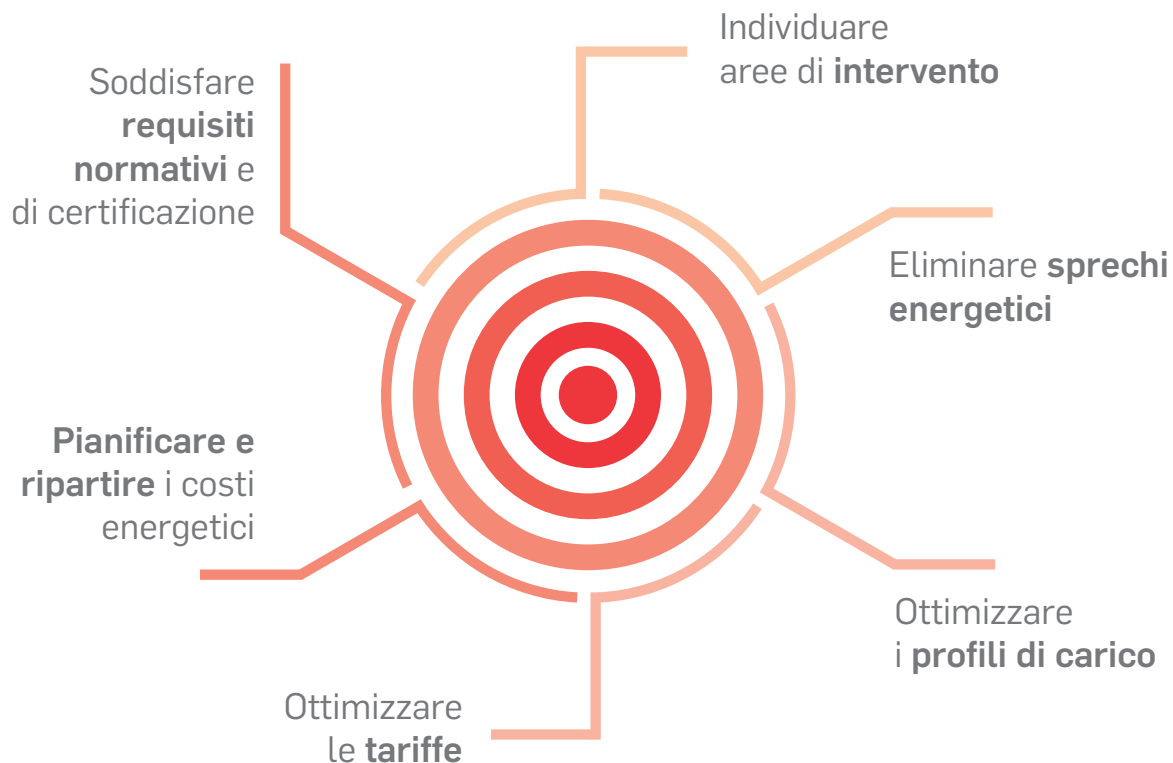 Individuare
aree di intervento
Eliminare sprechi
energetici
Ottimizzare
i profili di carico
Ottimizzare
le tariffe
Pianificare e
ripartire i costi
energetici
Soddisfare
requisiti
normativi e
di certificazione